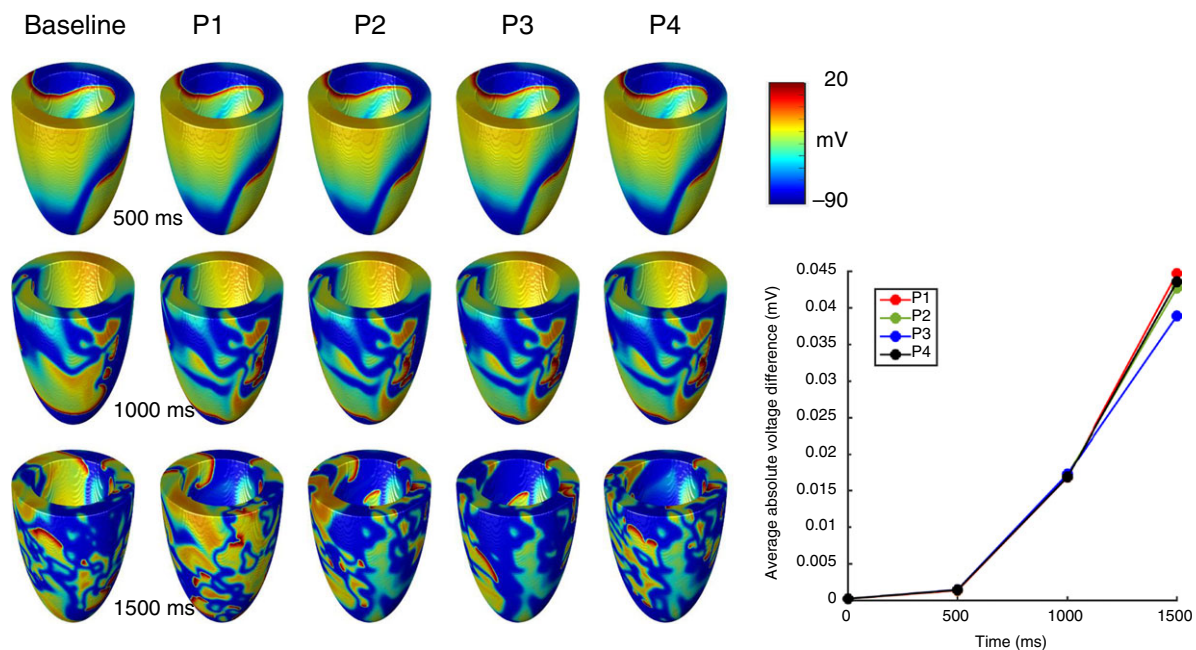 Baseline
P1
P2
P3
P4
20
mV
–90
500 ms
1000 ms
1500 ms
0.045
0.04
0.035
0.03
0.025
0.02
0.015
0.01
0.005
0
Average absolute voltage difference (mV)
P1
P2
P3
P4
0
500
1000
1500
Time (ms)